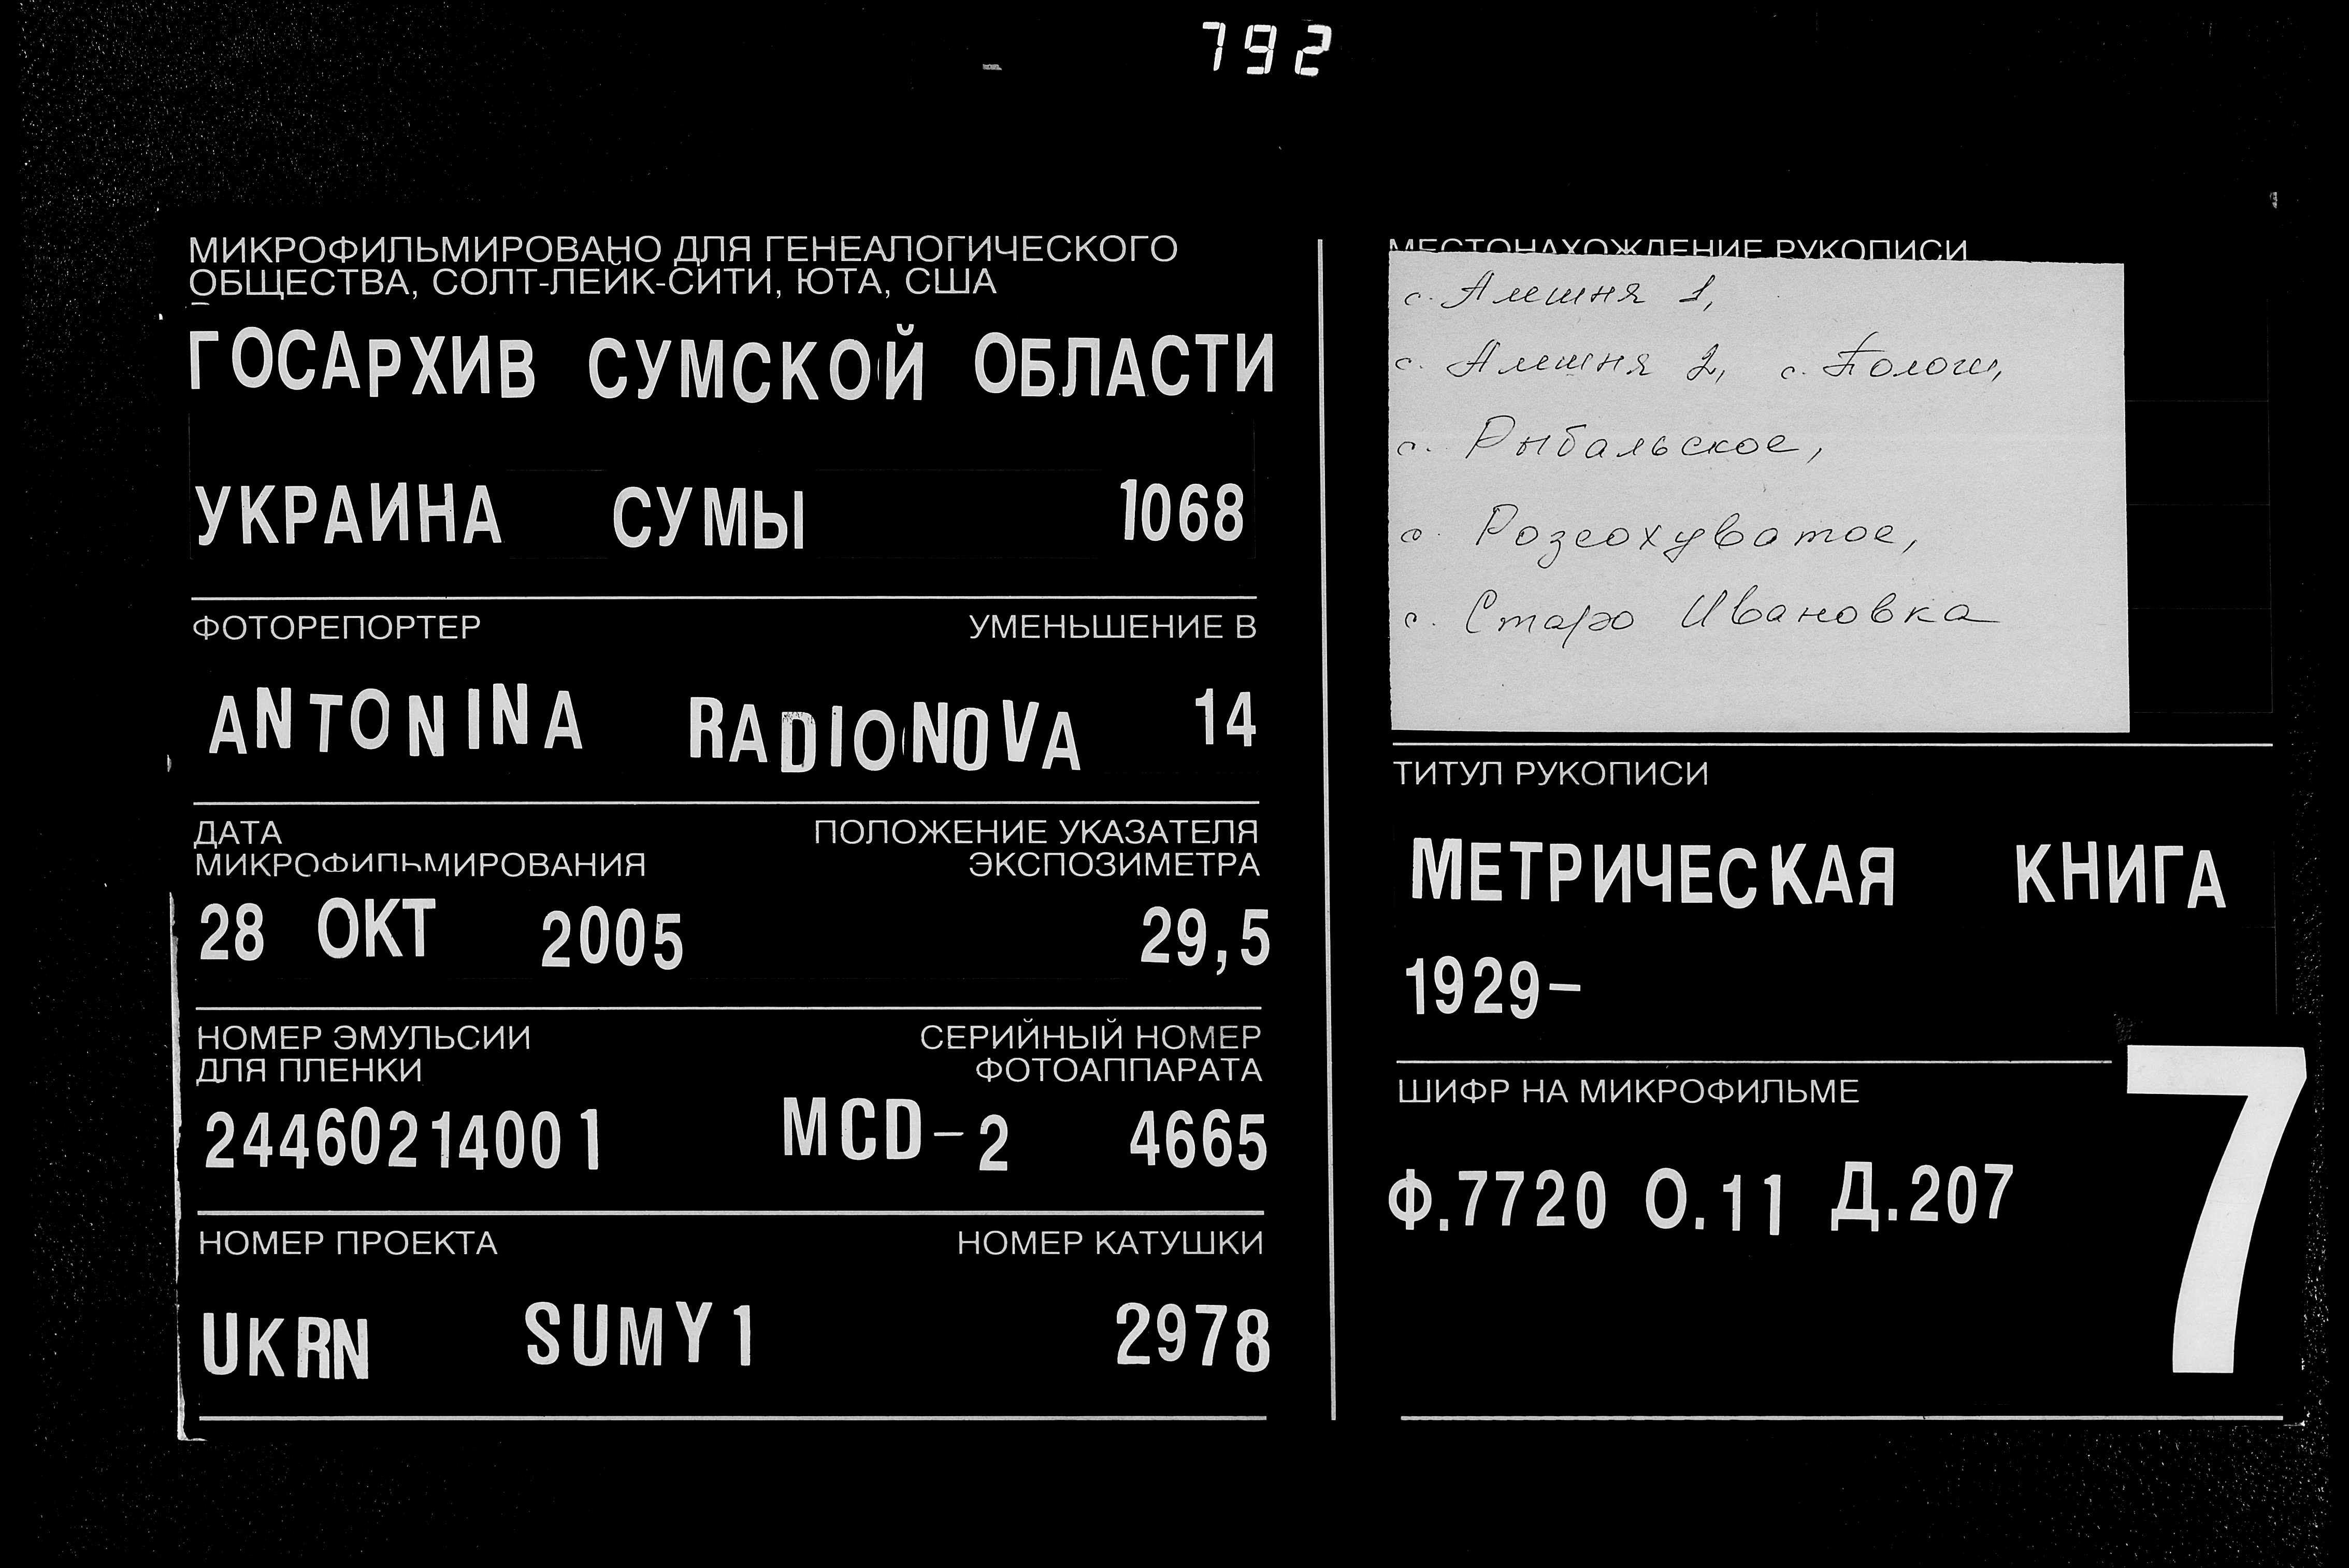 792
МИКРОФИЛЬМИРОВАНО ДЛЯ ГЕНЕАЛОГИЧЕСКОГО
ОБЩЕСТВА, СОЛТ-ЛЕЙК-СИТИ, ЮТА, США
ГОСАРХИВ СУМСКОЙ ОБЛАСТИ
УКРАИНА СУМЫ 1068
ФОТОРЕПОРТЕР УМЕНЬШЕНИЕ В
ANTONINA RADIONOVA 14
ДАТА ПОЛОЖЕНИЕ УКАЗАТЕЛЯ
МИКРОФИЛЬМИРОВАНИЯ ЭКСПОЗИМЕТРА
28 ОКТ 2005 29,5
НОМЕР ЭМУЛЬСИИ СЕРИЙНЫЙ НОМЕР
ДЛЯ ПЛЕНКИ ФОТОАППАРАТА
24460214001 MCD-2 4665
НОМЕР ПРОЕКТА НОМЕР КАТУШКИ
UKRN SUMY1 2978
МЕСТОНАХОЖДЕНИЕ РУКОПИСИ
с. Алешня 1,
с. Алешня 2, с.
с. Рыбальское,
с. Розсохуватое,
с. Старо Ивановка
ТИТУЛ РУКОПИСИ
МЕТРИЧЕСКАЯ КНИГА
1929-
ШИФР НА МИКРОФИЛЬМЕ
Ф.7720 О.11 Д.207
7